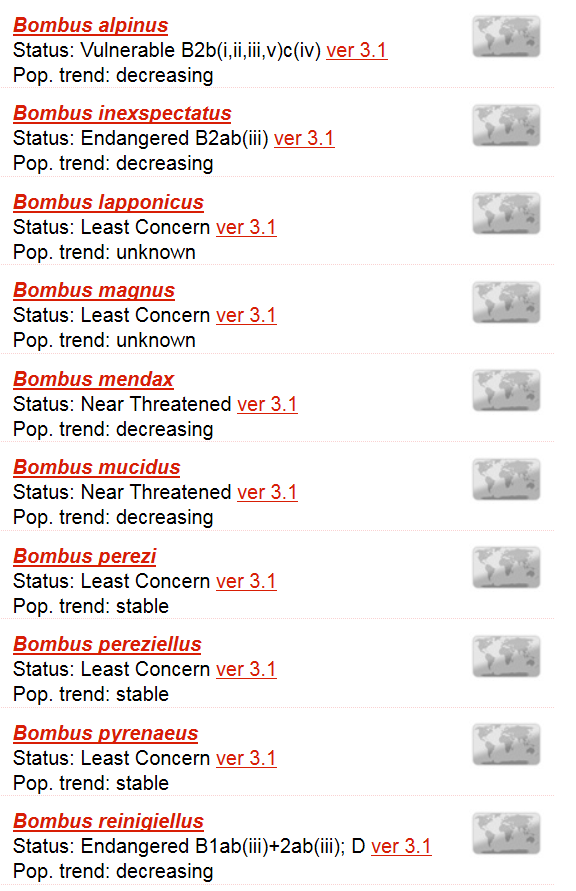 Bombus alpinus
Status: Vulnerable B2b(i,ii,iii,v)c(iv) ver 3.1
Pop. trend: decreasing
Bombus inexspectatus
Status: Endangered B2ab(iii) ver 3.1
Pop. trend: decreasing
Bombus lapponicus
Status: Least Concern ver 3.1
Pop. trend: unknown
Bombus magnus
Status: Least Concern ver 3.1
Pop. trend: unknown
Bombus mendax
Status: Near Threatened ver 3.1
Pop. trend: decreasing
Bombus mucidus
Status: Near Threatened ver 3.1
Pop. trend: decreasing
Bombus perezi
Status: Least Concern ver 3.1
Pop. trend: stable
Bombus pereziellus
Status: Least Concern ver 3.1
Pop. trend: stable
Bombus pyrenaeus
Status: Least Concern ver 3.1
Pop. trend: stable
Bombus reinigiellus
Status: Endangered B1ab(iii)+2ab(iii); D ver 3.1
Pop. trend: decreasing